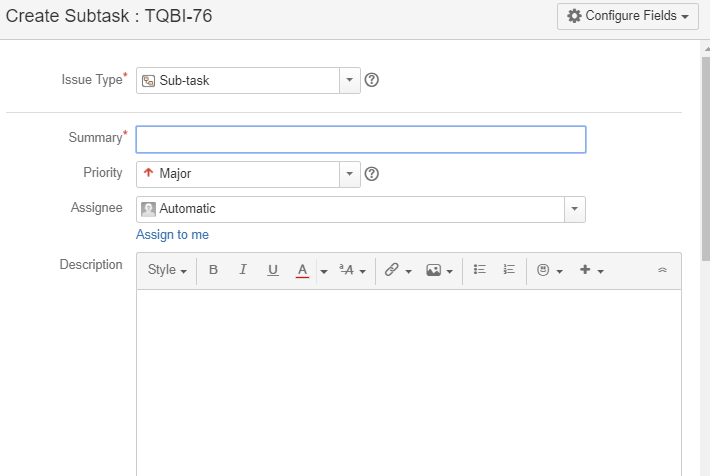 Create Subtask : TQBI-76
Configure Fields
Issue Type*
Sub-task
Summary*
Priority
Major
Assignee
Automatic
Assign to me
Description
Style B I U A ªA